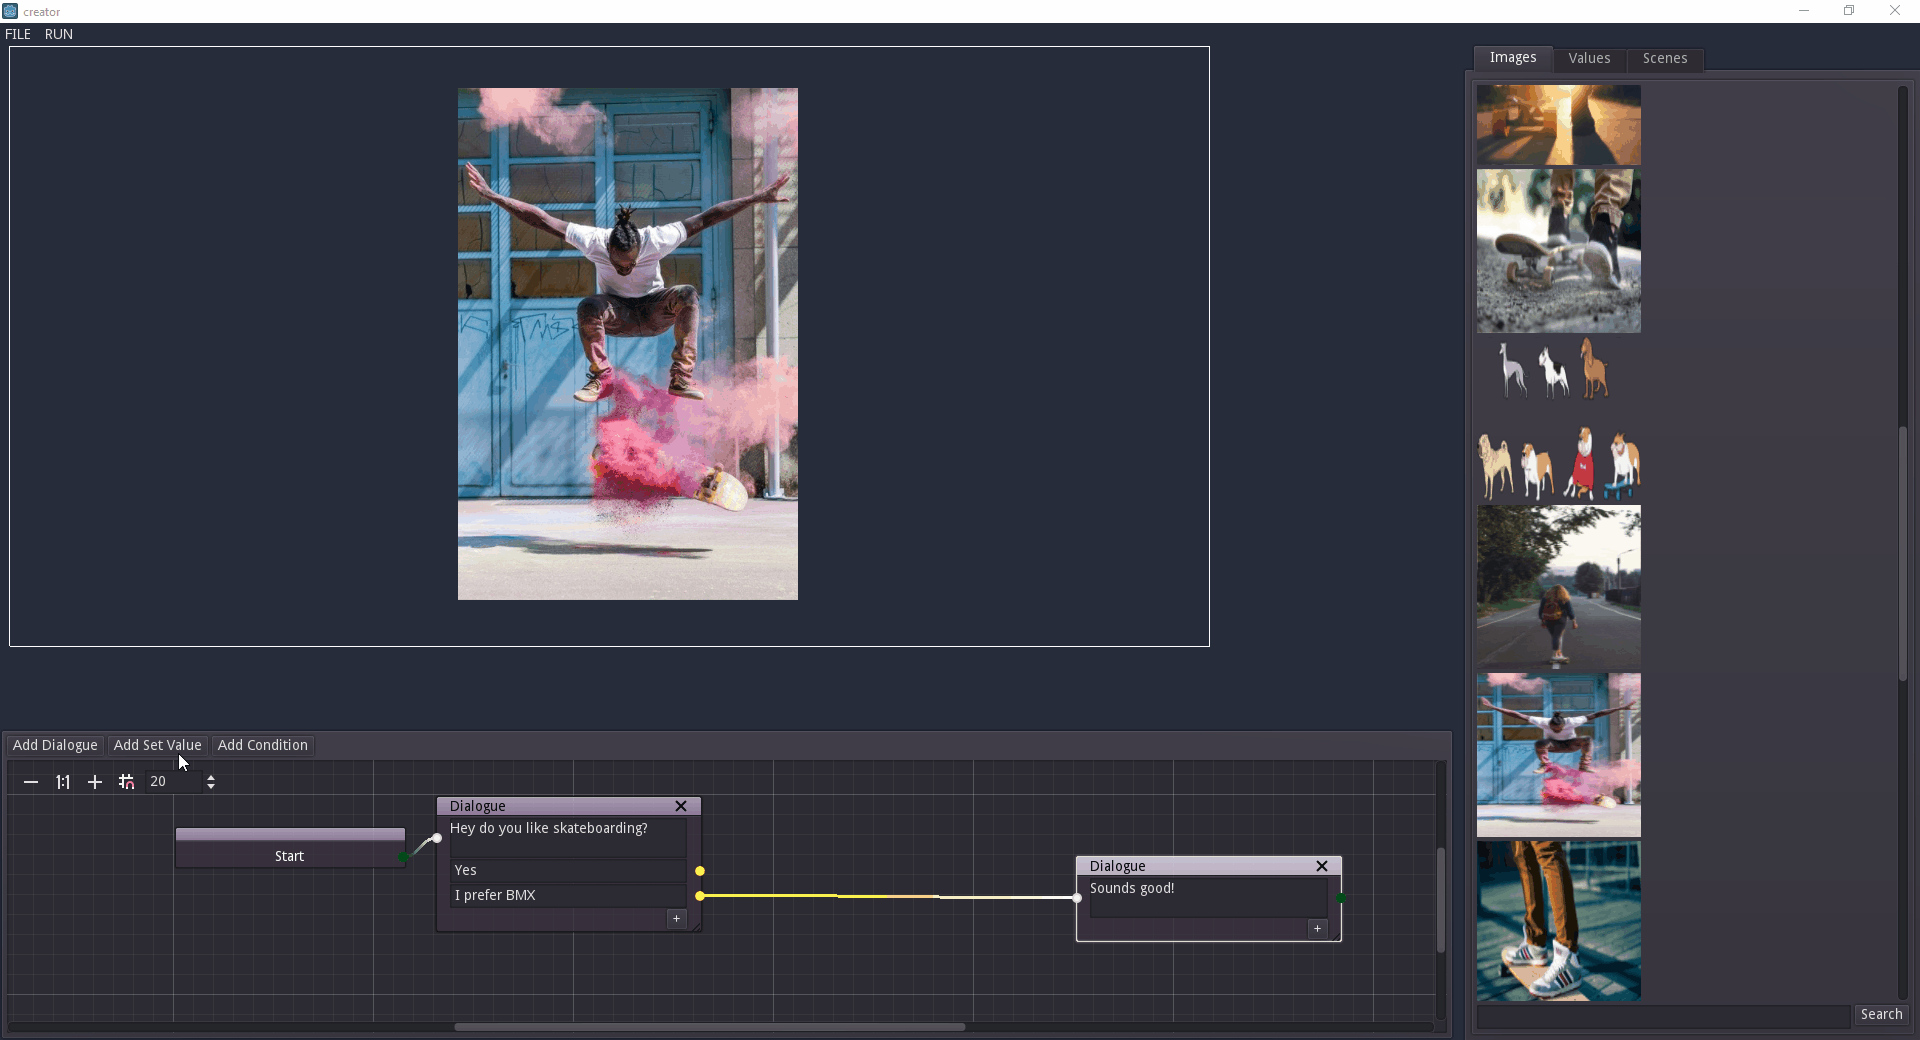 creator
FILE RUN
Images Values Scenes
Add Dialogue Add Set Value Add Condition
1:1 20
Dialogue
Hey do you like skateboarding?
Yes
I prefer BMX
+
Start
Dialogue
Sounds good!
+
Search